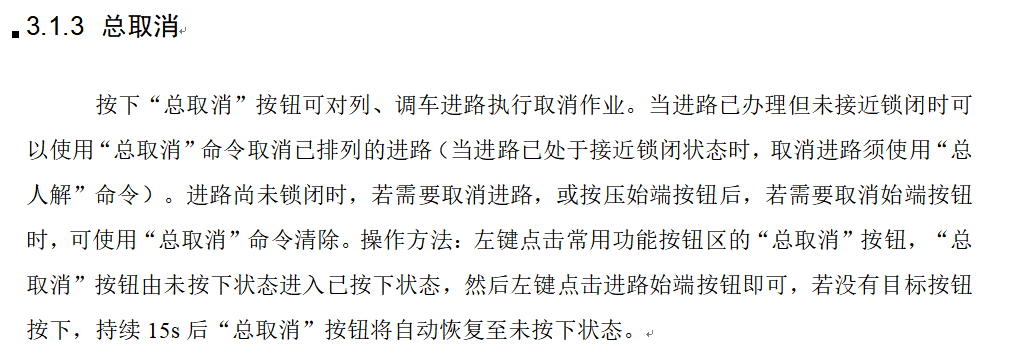 3.1.3 总取消
按下“总取消”按钮可对列、调车进路执行取消作业。当进路已办理但未接近锁闭时可
以使用“总取消”命令取消已排列的进路（当进路已处于接近锁闭状态时，取消进路须使用“总
人解”命令）。进路尚未锁闭时，若需要取消进路，或按压始端按钮后，若需要取消始端按钮
时，可使用“总取消”命令清除。操作方法：左键点击常用功能按钮区的“总取消”按钮，“总
取消”按钮由未按下状态进入已按下状态，然后左键点击进路始端按钮即可，若没有目标按钮
按下，持续 15s 后“总取消”按钮将自动恢复至未按下状态。